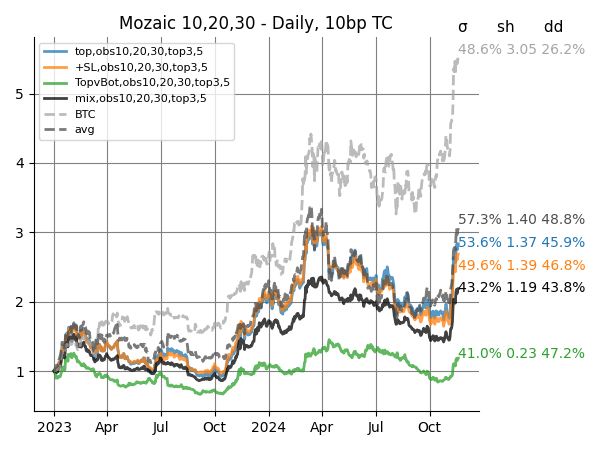 Mozaic 10,20,30 - Daily, 10bp TC
σ sh dd
top,obs10,20,30,top3,5
+SL,obs10,20,30,top3,5
TopvBot,obs10,20,30,top3,5
mix,obs10,20,30,top3,5
BTC
avg
48.6% 3.05 26.2%
57.3% 1.40 48.8%
53.6% 1.37 45.9%
49.6% 1.39 46.8%
43.2% 1.19 43.8%
41.0% 0.23 47.2%
5
4
3
2
1
2023 Apr Jul Oct 2024 Apr Jul Oct